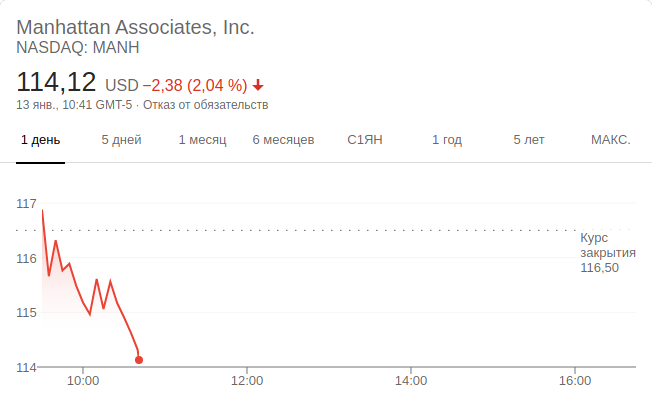 Manhattan Associates, Inc.
NASDAQ: MANH
114,12 USD −2,38 (2,04 %)
13 янв., 10:41 GMT-5 · Отказ от обязательств
1 день 5 дней 1 месяц 6 месяцев С1ЯН 1 год 5 лет МАКС.
117
Курс
закрытия
116,50
116
115
114
10:00 12:00 14:00 16:00